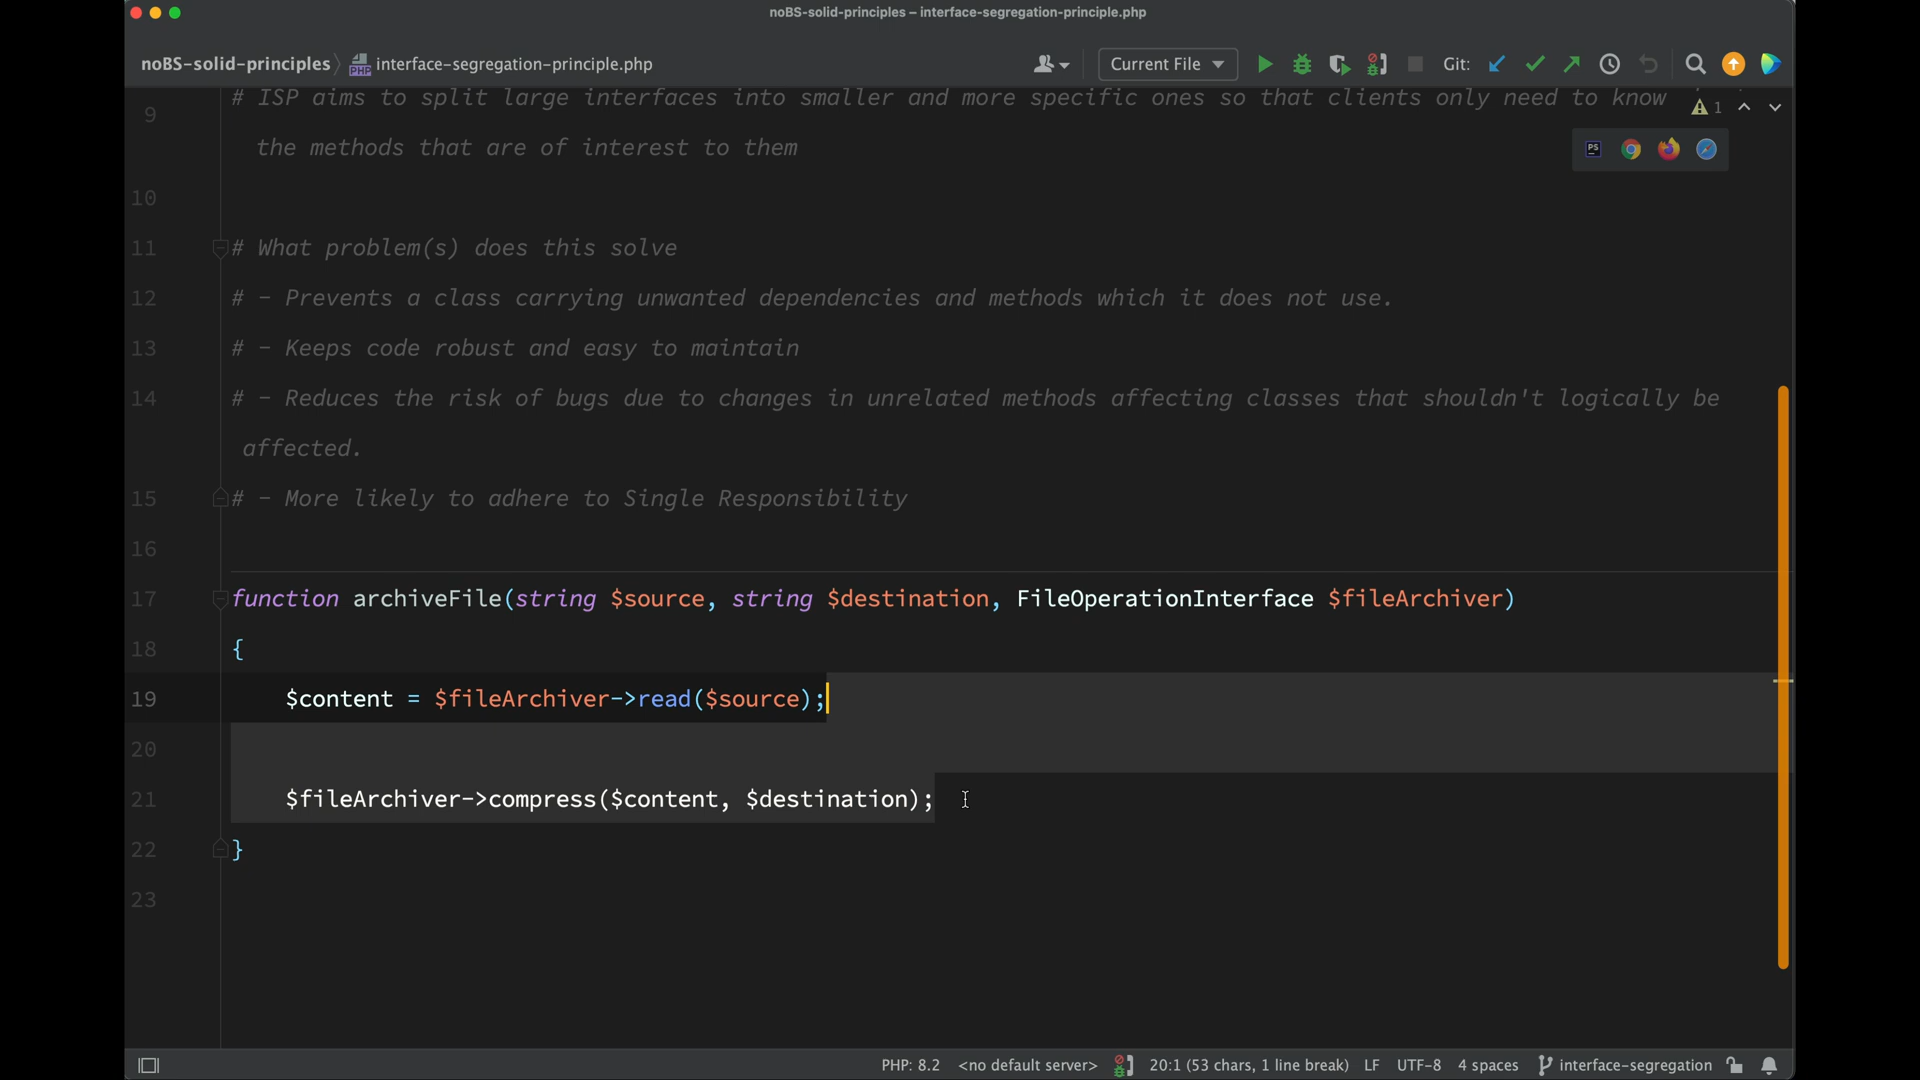 noBS-solid-principles – interface-segregation-principle.php
noBS-solid-principles interface-segregation-principle.php Current File Git:
9 # ISP aims to split large interfaces into smaller and more specific ones so that clients only need to know 1
the methods that are of interest to them
PS
10
11 # What problem(s) does this solve
12 # - Prevents a class carrying unwanted dependencies and methods which it does not use.
13 # - Keeps code robust and easy to maintain
14 # - Reduces the risk of bugs due to changes in unrelated methods affecting classes that shouldn't logically be
affected.
15 # - More likely to adhere to Single Responsibility
16
17 function archiveFile(string $source, string $destination, FileOperationInterface $fileArchiver)
18 {
19 $content = $fileArchiver->read($source);
20
21 $fileArchiver->compress($content, $destination);
22 }
23
PHP: 8.2 <no default server> 20:1 (53 chars, 1 line break) LF UTF-8 4 spaces interface-segregation